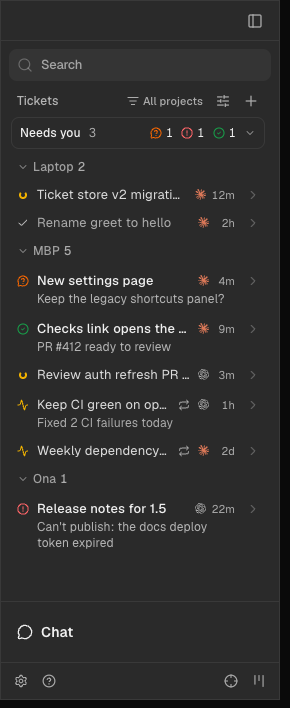 Search
Tickets All projects
Needs you 3 1 1 1
Laptop 2
Ticket store v2 migrati... 12m
Rename greet to hello 2h
MBP 5
New settings page 4m
Keep the legacy shortcuts panel?
Checks link opens the ... 9m
PR #412 ready to review
Review auth refresh PR ... 3m
Keep CI green on op... 1h
Fixed 2 CI failures today
Weekly dependency... 2d
Ona 1
Release notes for 1.5 22m
Can't publish: the docs deploy
token expired
Chat